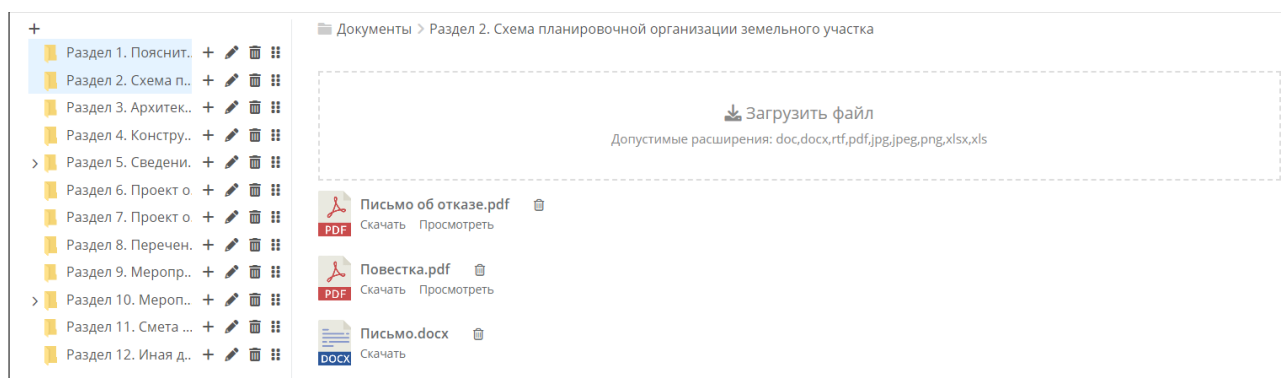 Раздел 1. Пояснит..
Раздел 2. Схема п..
Раздел 3. Архитек..
Раздел 4. Констру..
Раздел 5. Сведени.
Раздел 6. Проект о
Раздел 7. Проект о
Раздел 8. Перечен.
Раздел 9. Меропр..
Раздел 10. Мероп..
Раздел 11. Смета ...
Раздел 12. Иная д..
Документы > Раздел 2. Схема планировочной организации земельного участка
Загрузить файл
Допустимые расширения: doc,docx,rtf,pdf,jpg,jpeg,png,xlsx,xls
Письмо об отказе.pdf
PDF
Скачать Просмотреть
Повестка.pdf
PDF
Скачать Просмотреть
Письмо.docx
DOCX
Скачать